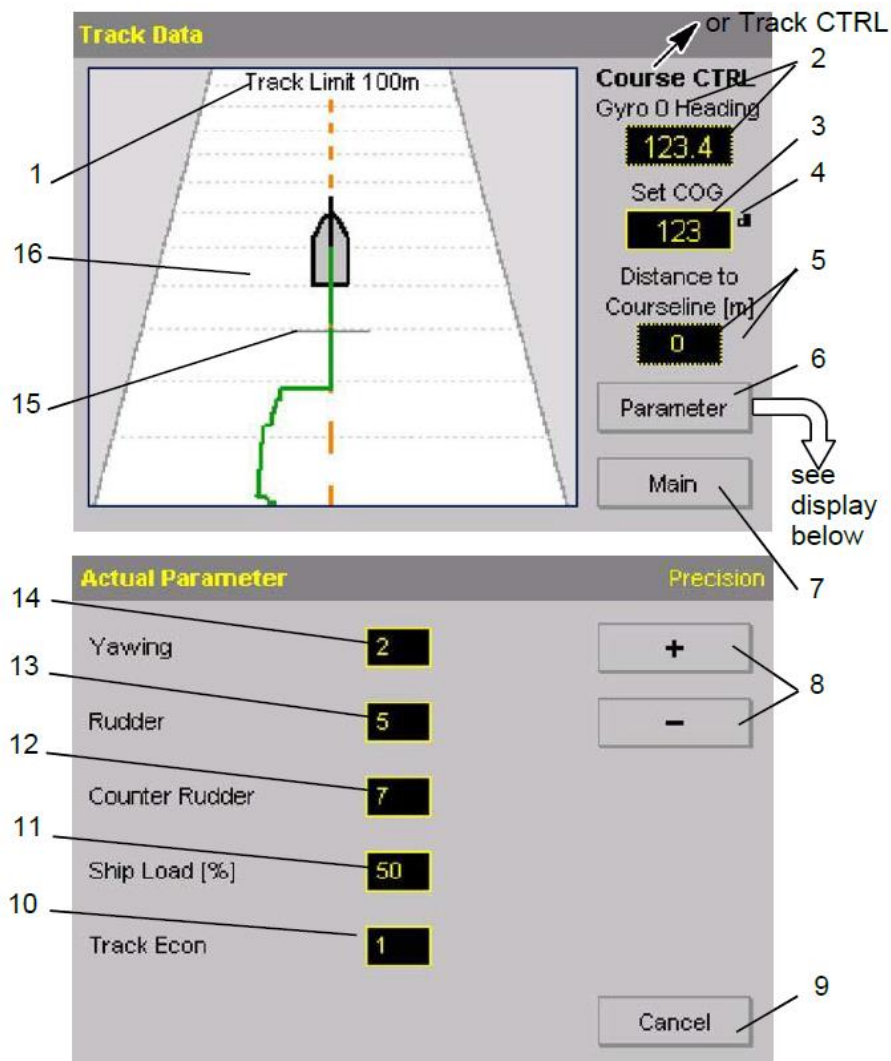 or Track CTRL
Track Data
Track Limit 100m
Course CTRL
2
Gyro 0 Heading
123.4
3
1
Set COG
4
123
16
Distance to
5
Courseline [m]
0
15
6
Parameter
Main
see
display
below
7
Actual Parameter
Precision
14
Yawing
2
+
13
8
Rudder
5
−
12
Counter Rudder
7
11
Ship Load [%]
50
10
Track Econ
1
9
Cancel